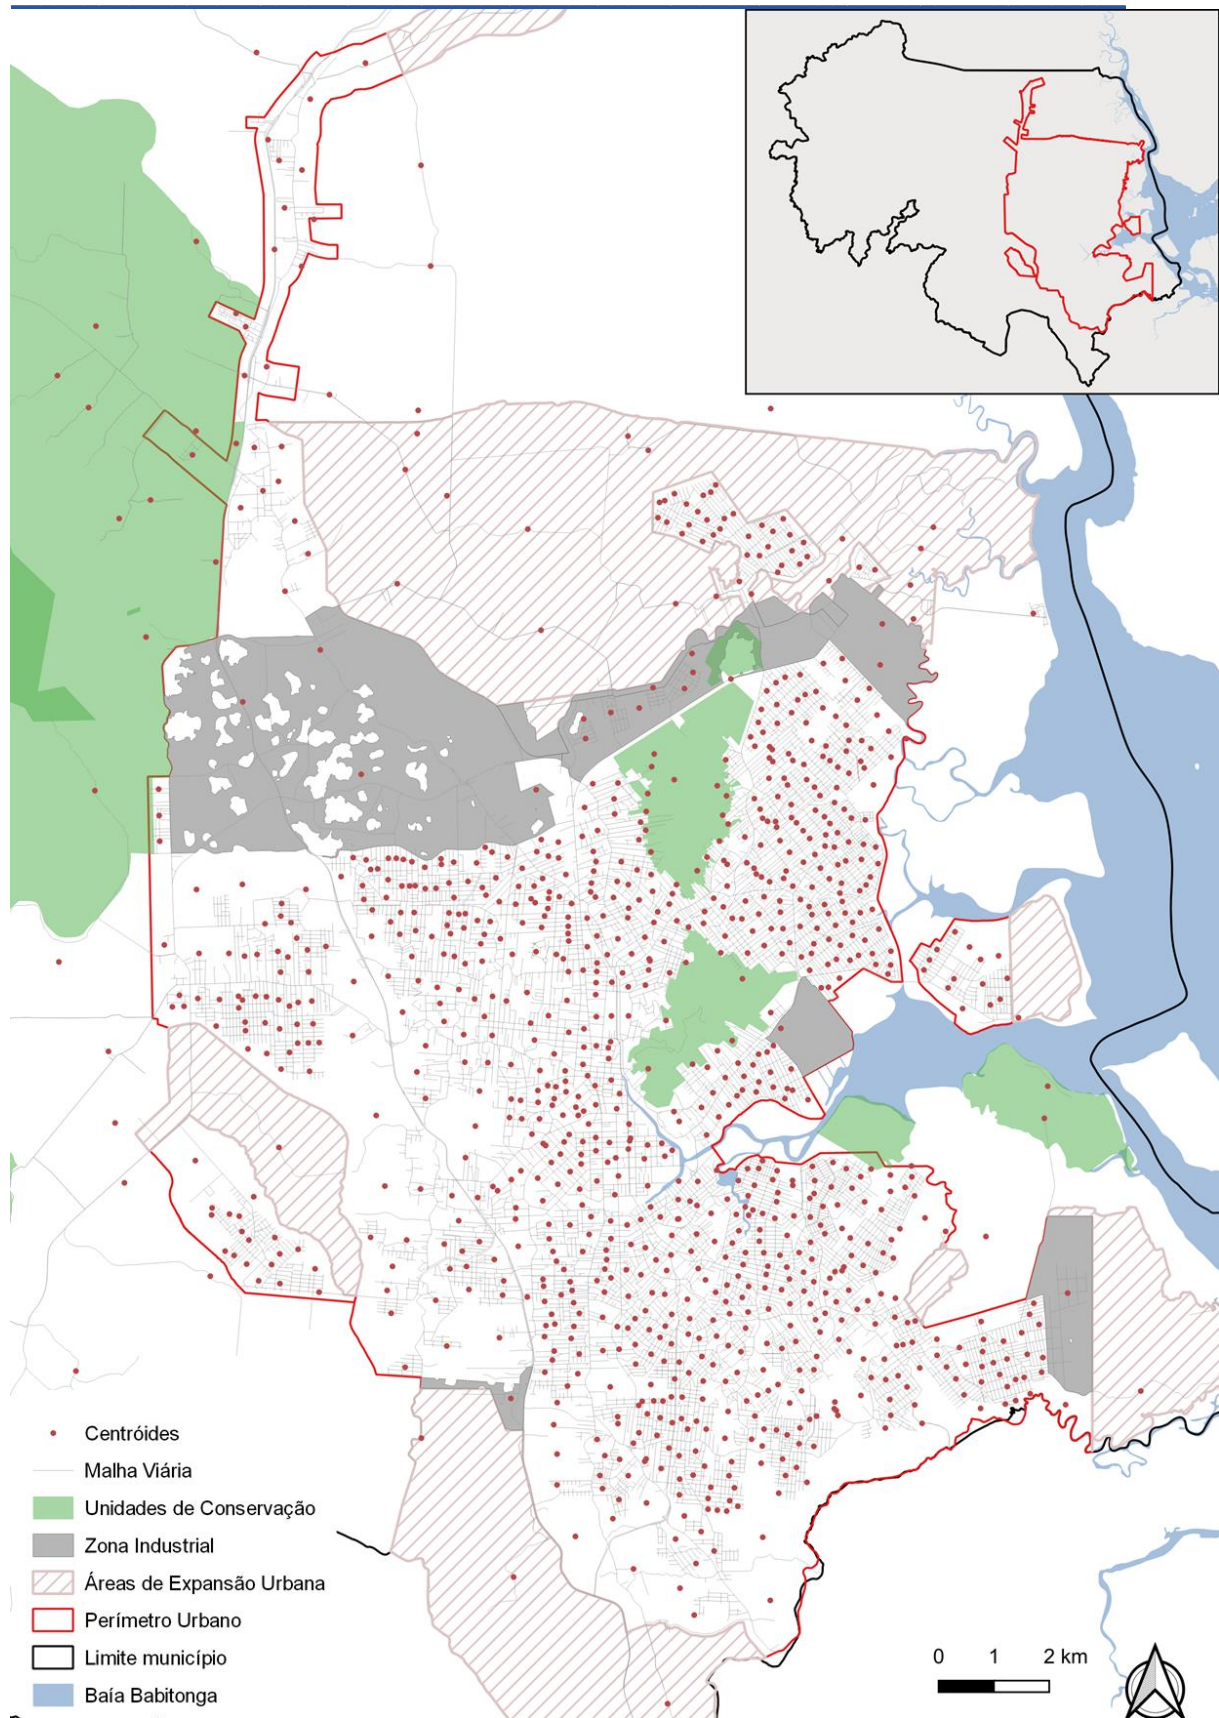 Centróides
Malha Viária
Unidades de Conservação
Zona Industrial
Áreas de Expansão Urbana
Perímetro Urbano
Limite município
Baía Babitonga
0 1 2 km